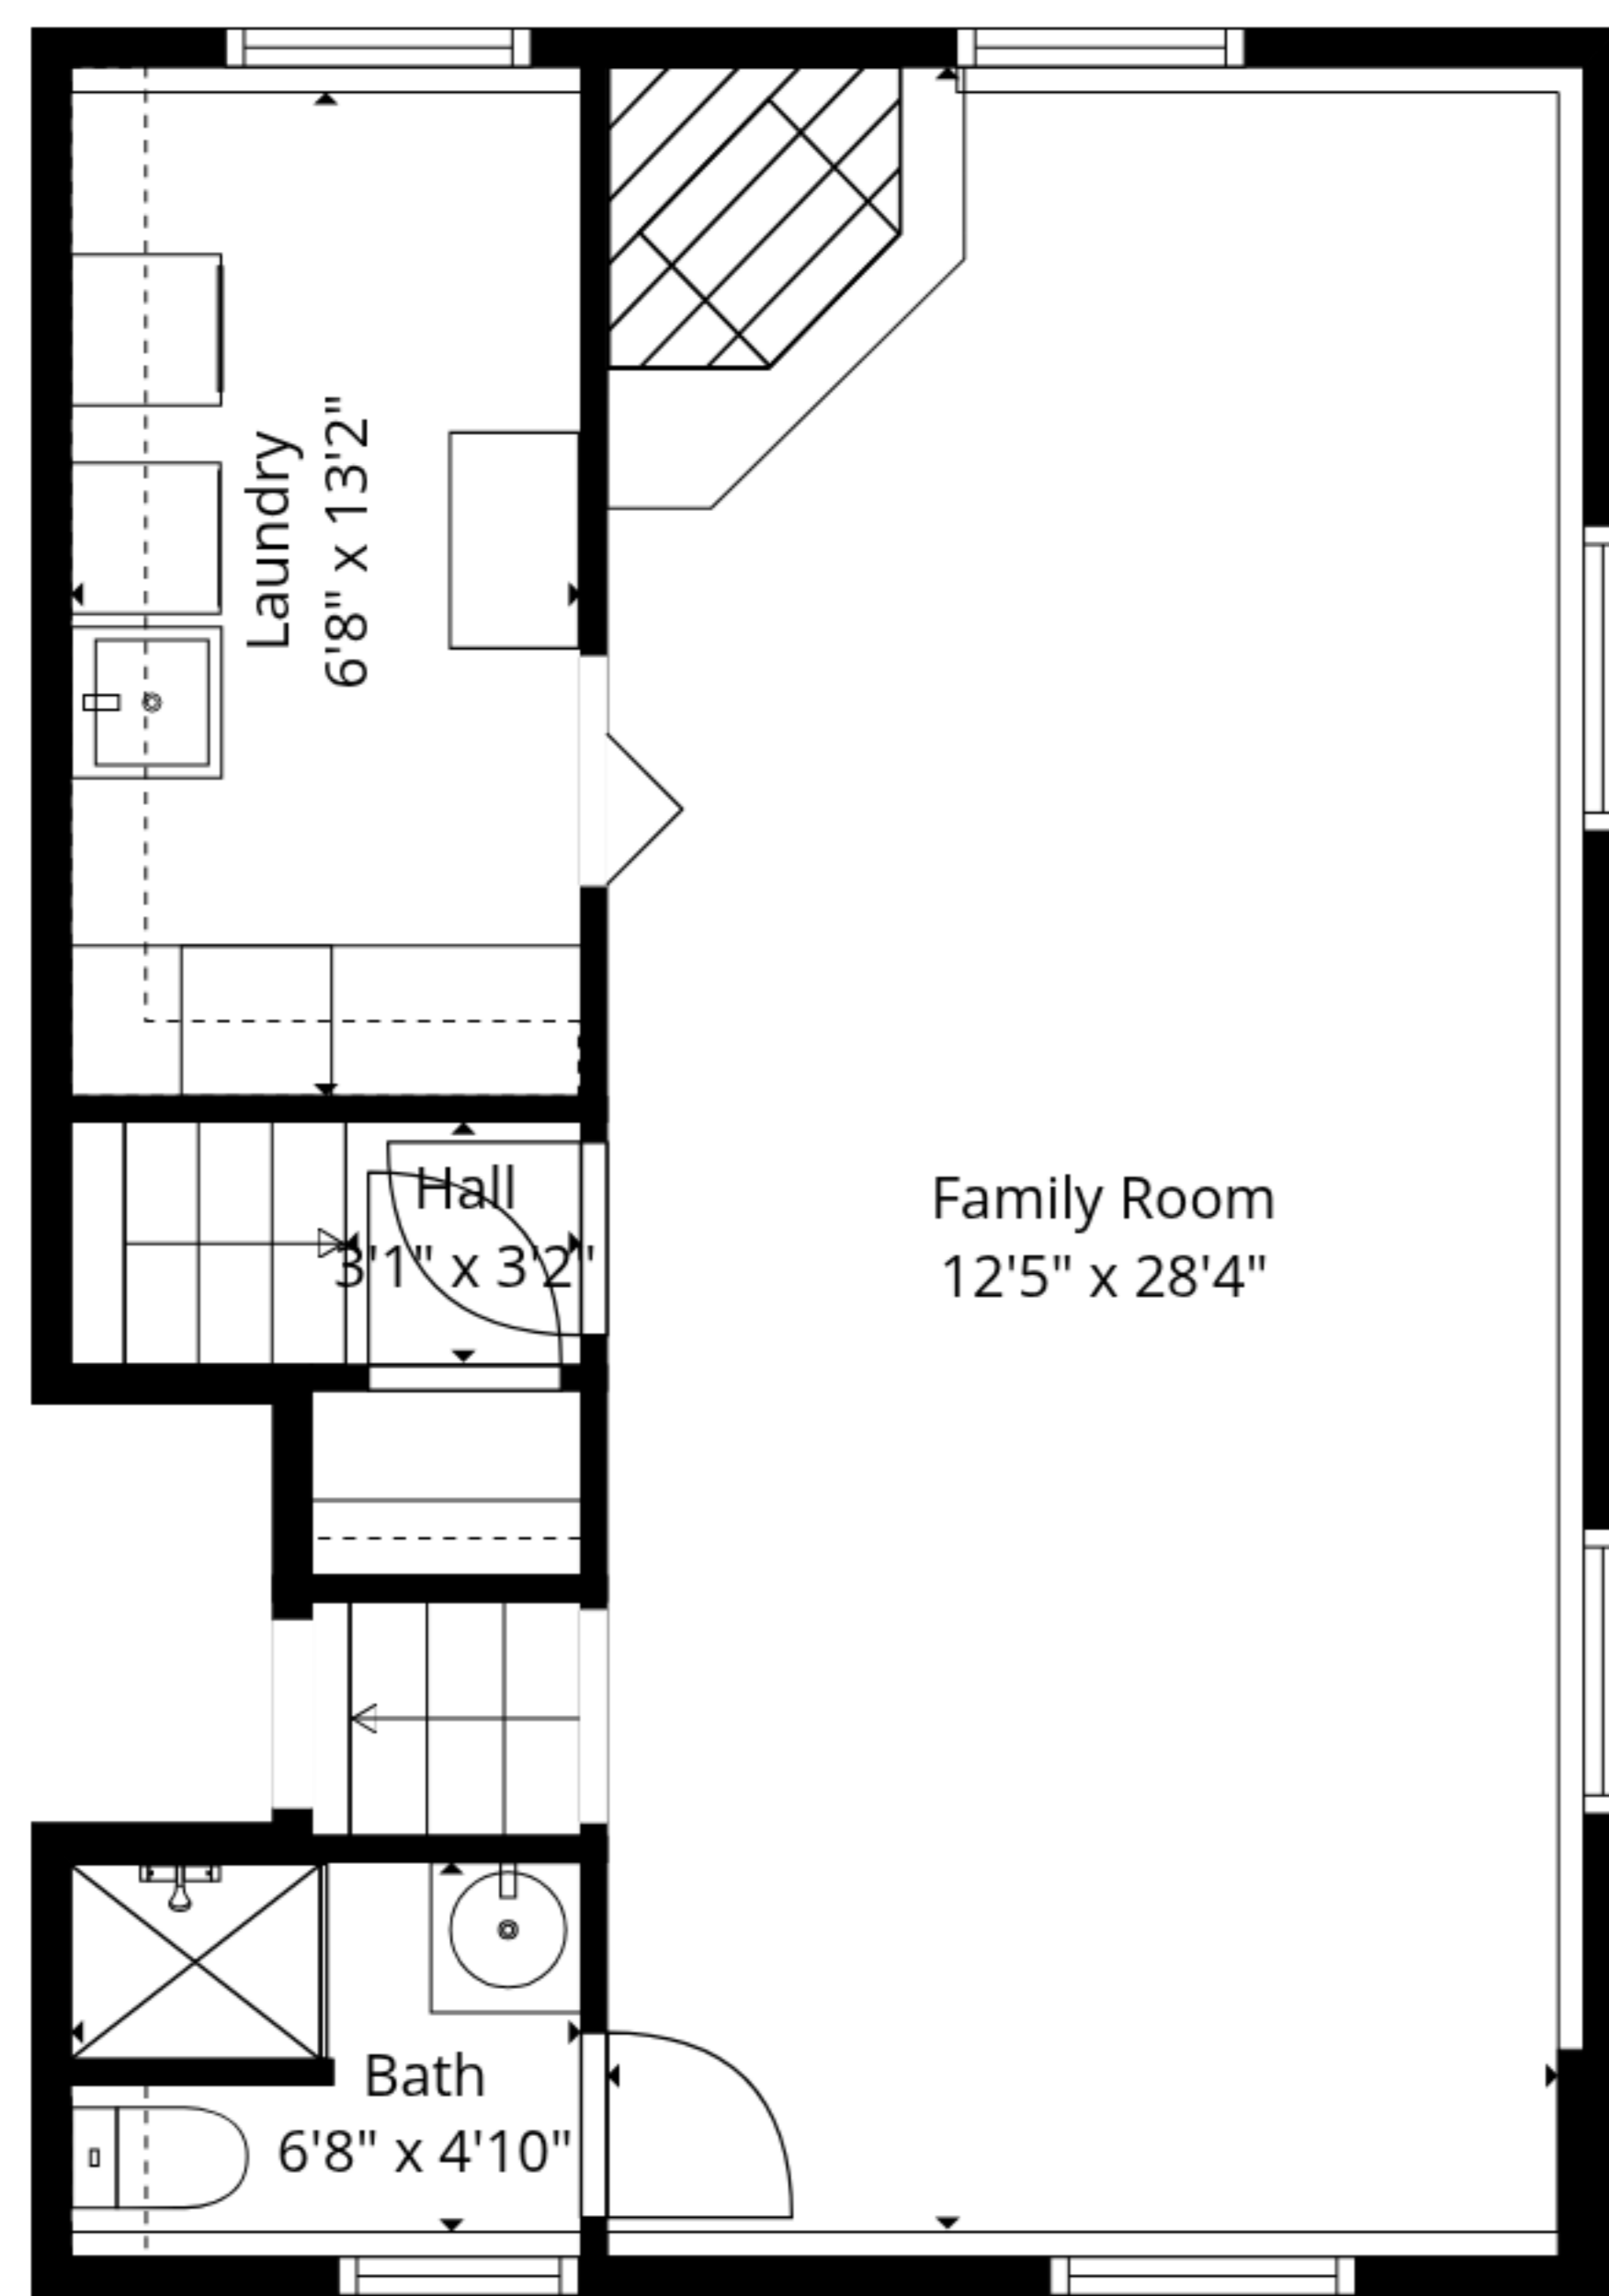 Laundry
6'8" x 13'2"
Hall
3'1" x 3'2"
Family Room
12'5" x 28'4"
Bath
6'8" x 4'10"